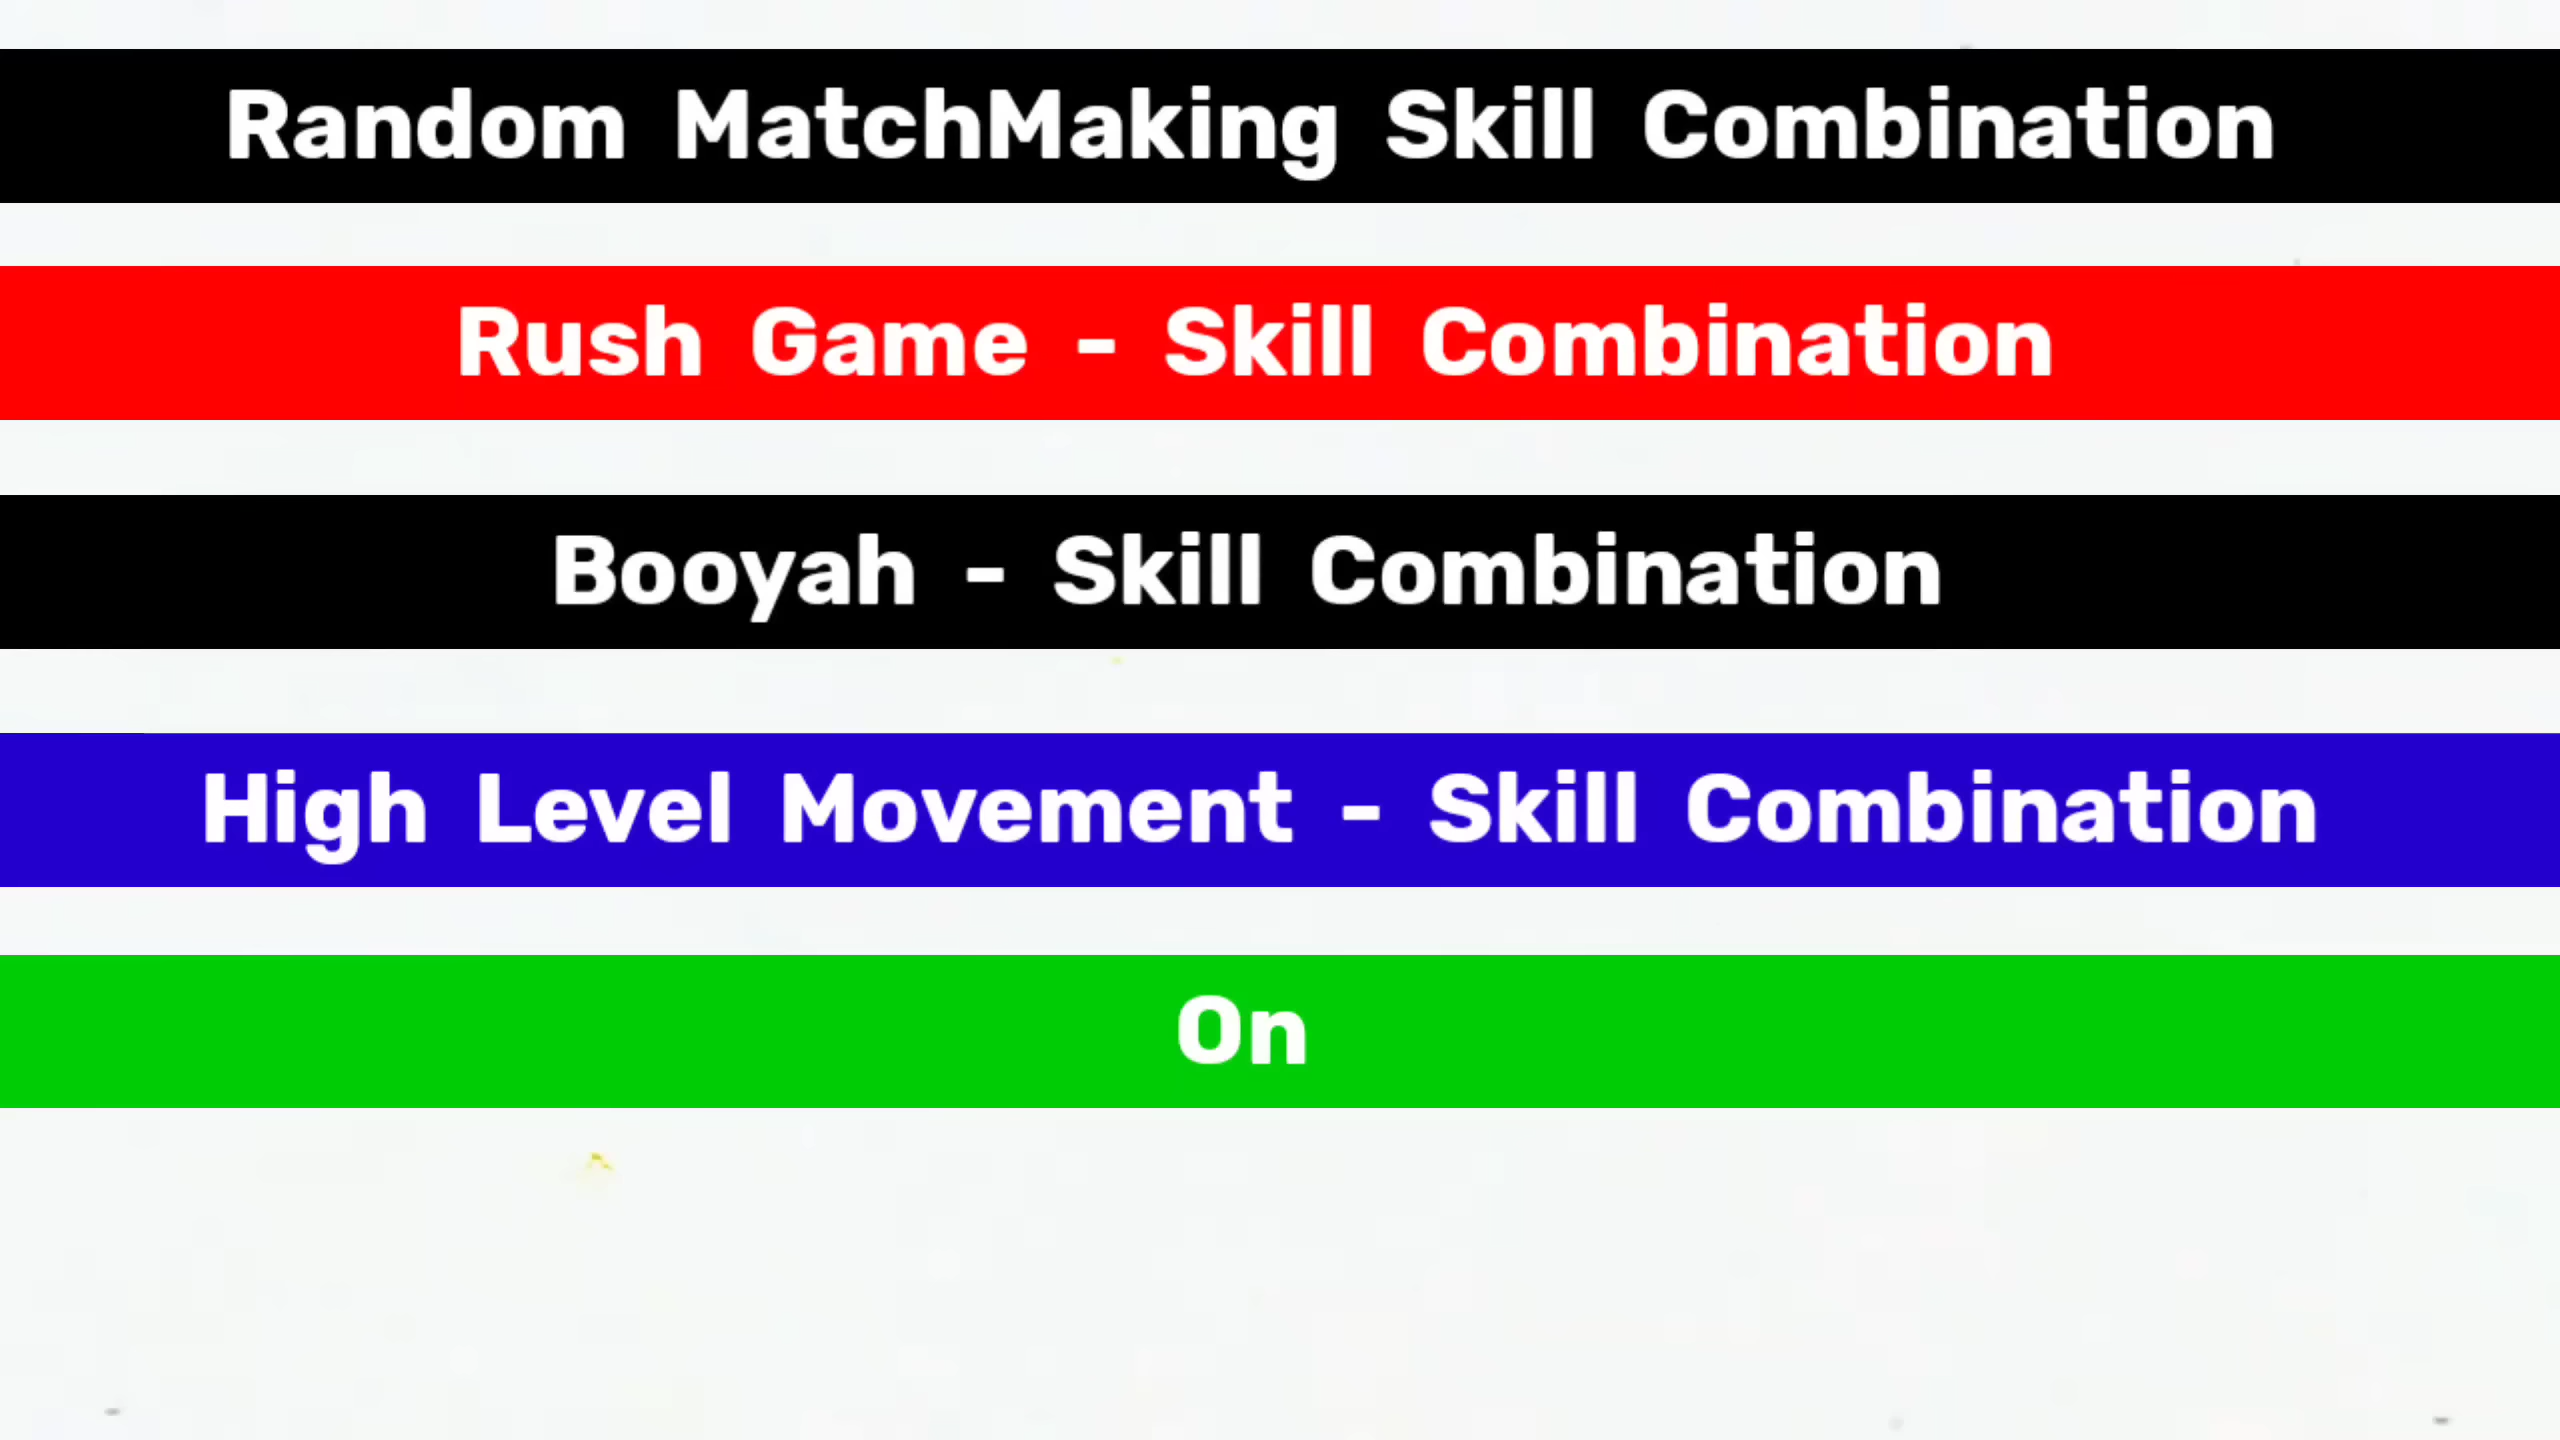 Random MatchMaking Skill Combination
Rush Game - Skill Combination
Booyah - Skill Combination
High Level Movement - Skill Combination
On